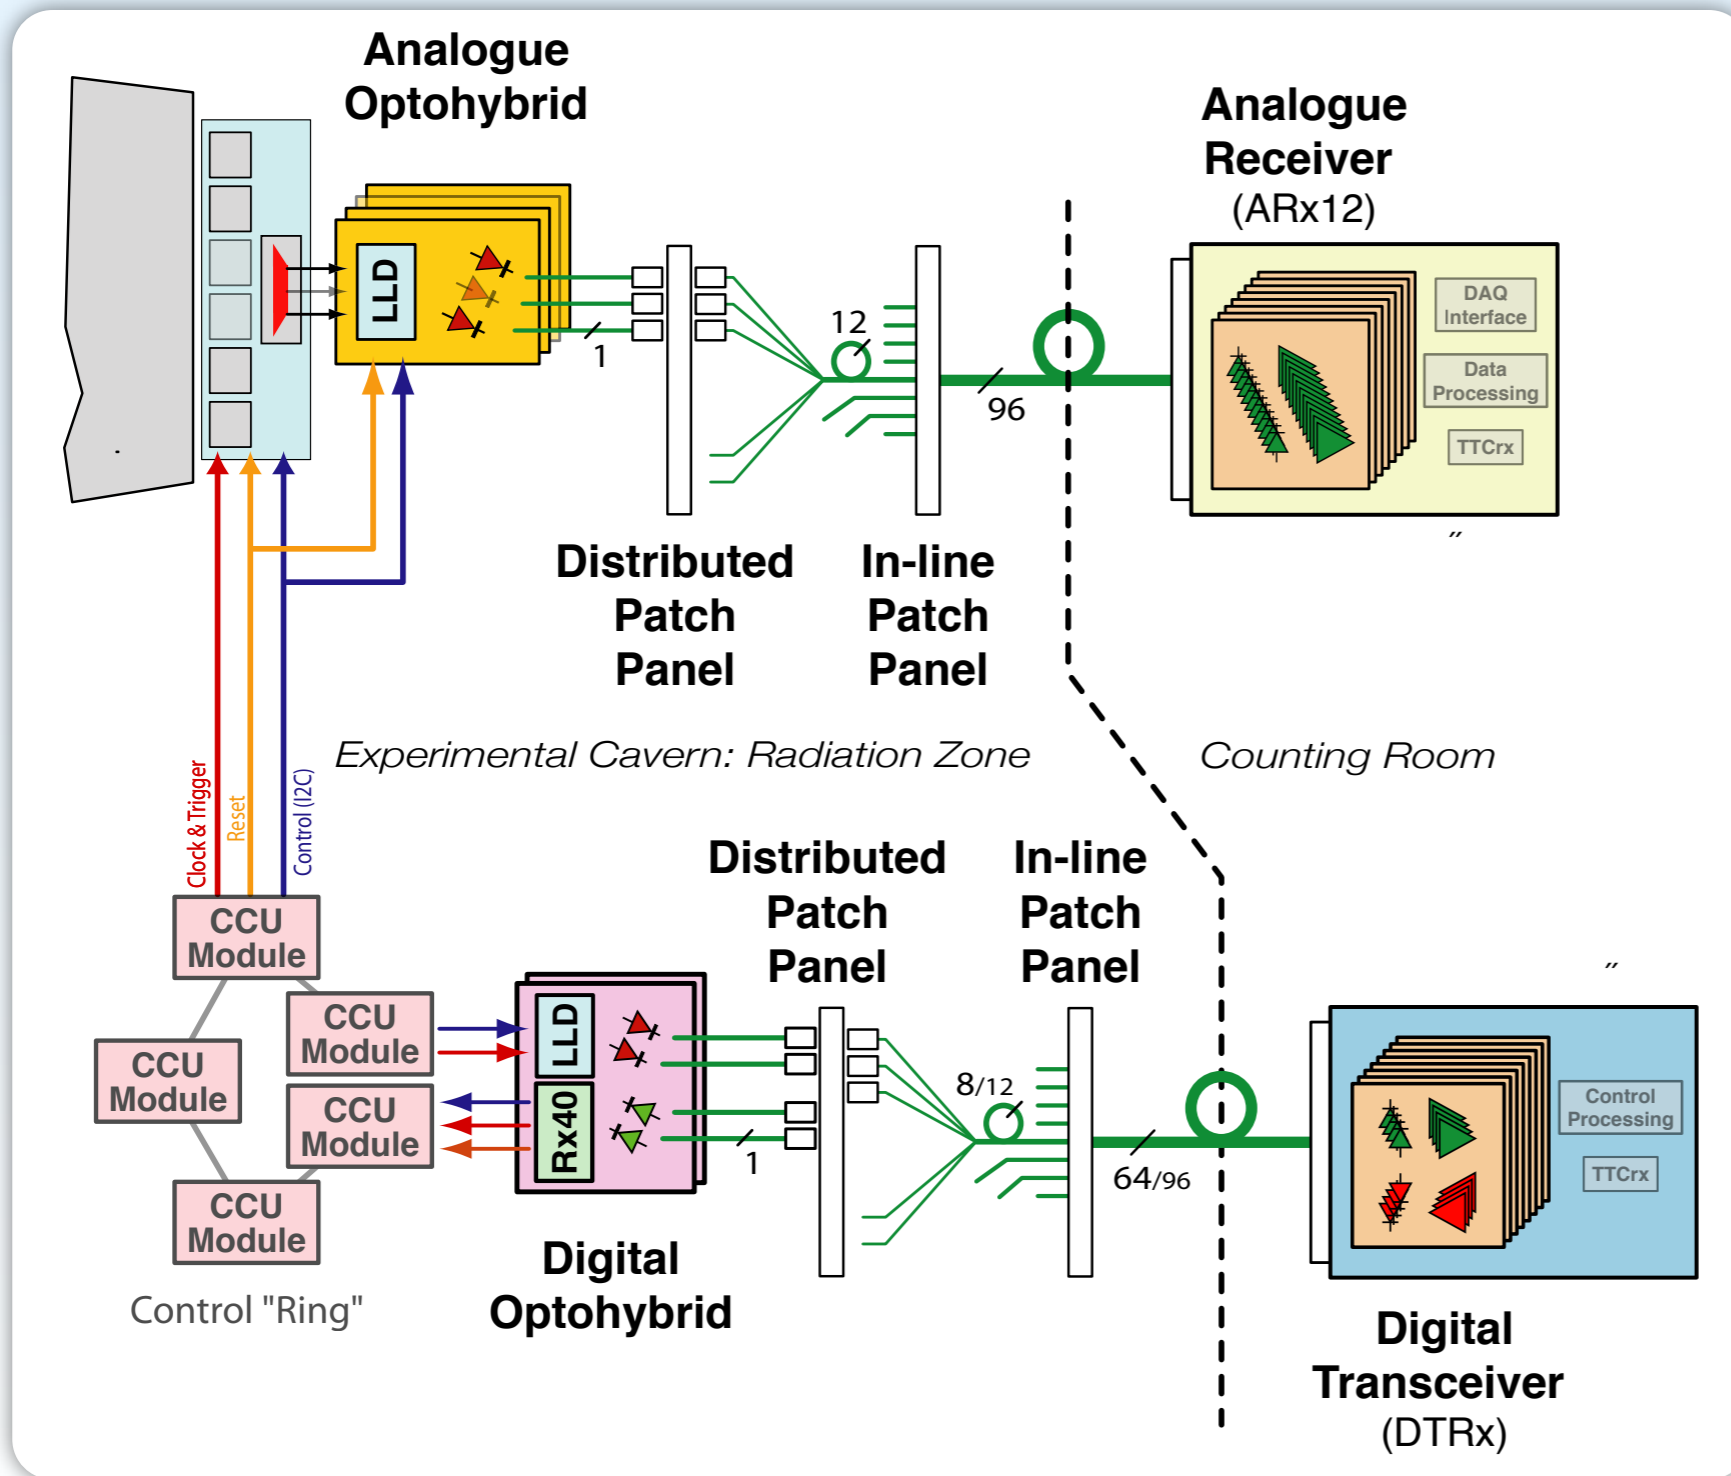 Analogue
Optohybrid
Analogue
Receiver
(ARx12)
LLD
1
12
96
DAQ
Interface
Data
Processing
TTCrx
"
Distributed
Patch
Panel
In-line
Patch
Panel
Experimental Cavern: Radiation Zone
Counting Room
Clock & Trigger
Reset
Control (I2C)
Distributed
Patch
Panel
In-line
Patch
Panel
"
CCU
Module
CCU
Module
CCU
Module
CCU
Module
CCU
Module
Control "Ring"
LLD
Rx40
1
8/12
64/96
Control
Processing
TTCrx
Digital
Optohybrid
Digital
Transceiver
(DTRx)